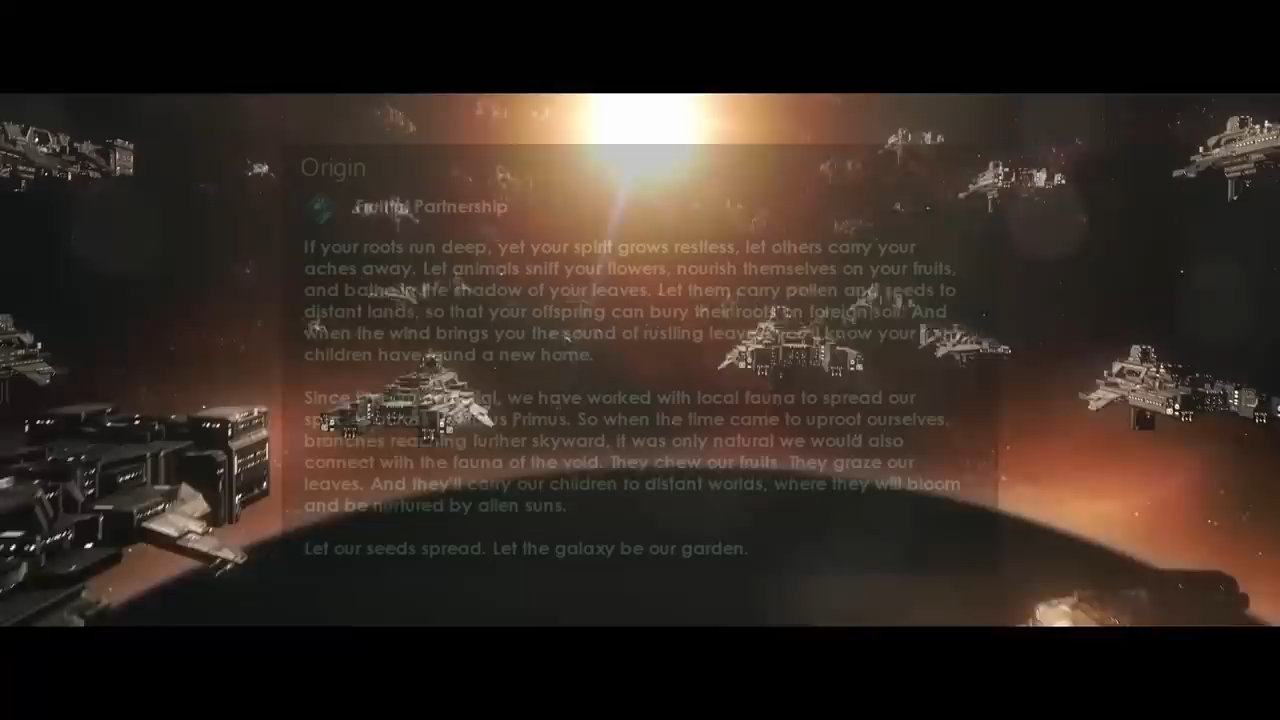 Origin
Fruitful Partnership
If your roots run deep, yet your spirit grows restless, let others carry your
aches away. Let animals sniff your flowers, nourish themselves on your fruits,
and bathe in the shadow of your leaves. Let them carry pollen and seeds to
distant lands, so that your offspring can bury their roots in foreign soil. And
when the wind brings you the sound of rustling know your
children have found a new home.
Since we have worked with local fauna to spread our
Primus. So when the time came to uproot ourselves,
branches reaching further skyward, it was only natural we would also
connect with the fauna of the void. They chew our fruits. They graze our
leaves. And they'll carry our children to distant worlds, where they will bloom
and be nurtured by alien suns.
Let our seeds spread. Let the galaxy be our garden.